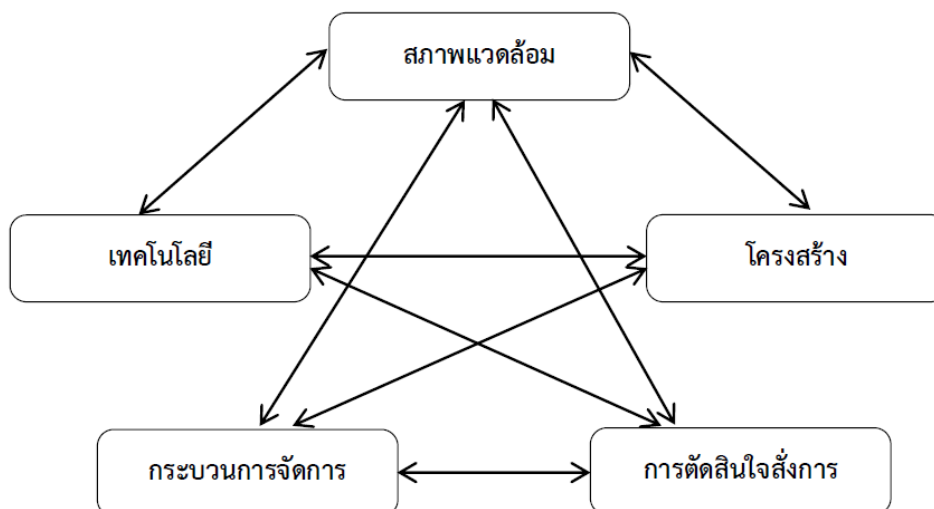 สภาพแวดล้อม
เทคโนโลยี
โครงสร้าง
กระบวนการจัดการ
การตัดสินใจสั่งการ